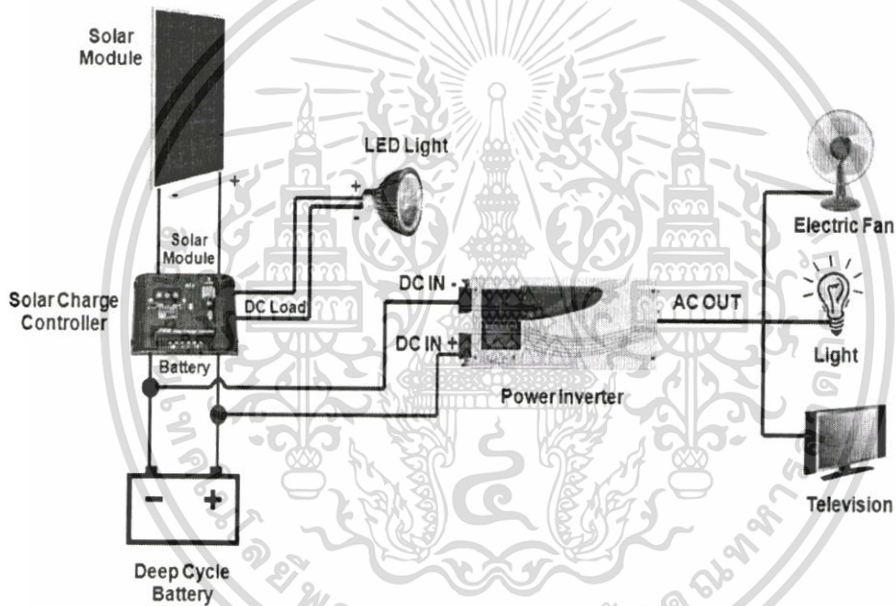 Solar
Module
LED Light
-
+
+
-
Solar
Module
Electric Fan
Solar Charge
Controller
DC Load
DC IN -
AC OUT
DC IN +
Battery
Light
Power Inverter
- +
Television
Deep Cycle
Battery